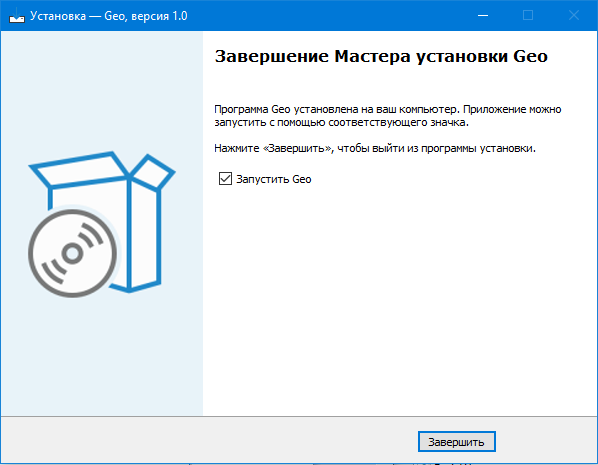 Установка — Geo, версия 1.0
Завершение Мастера установки Geo
Программа Geo установлена на ваш компьютер. Приложение можно
запустить с помощью соответствующего значка.
Нажмите «Завершить», чтобы выйти из программы установки.
Запустить Geo
Завершить